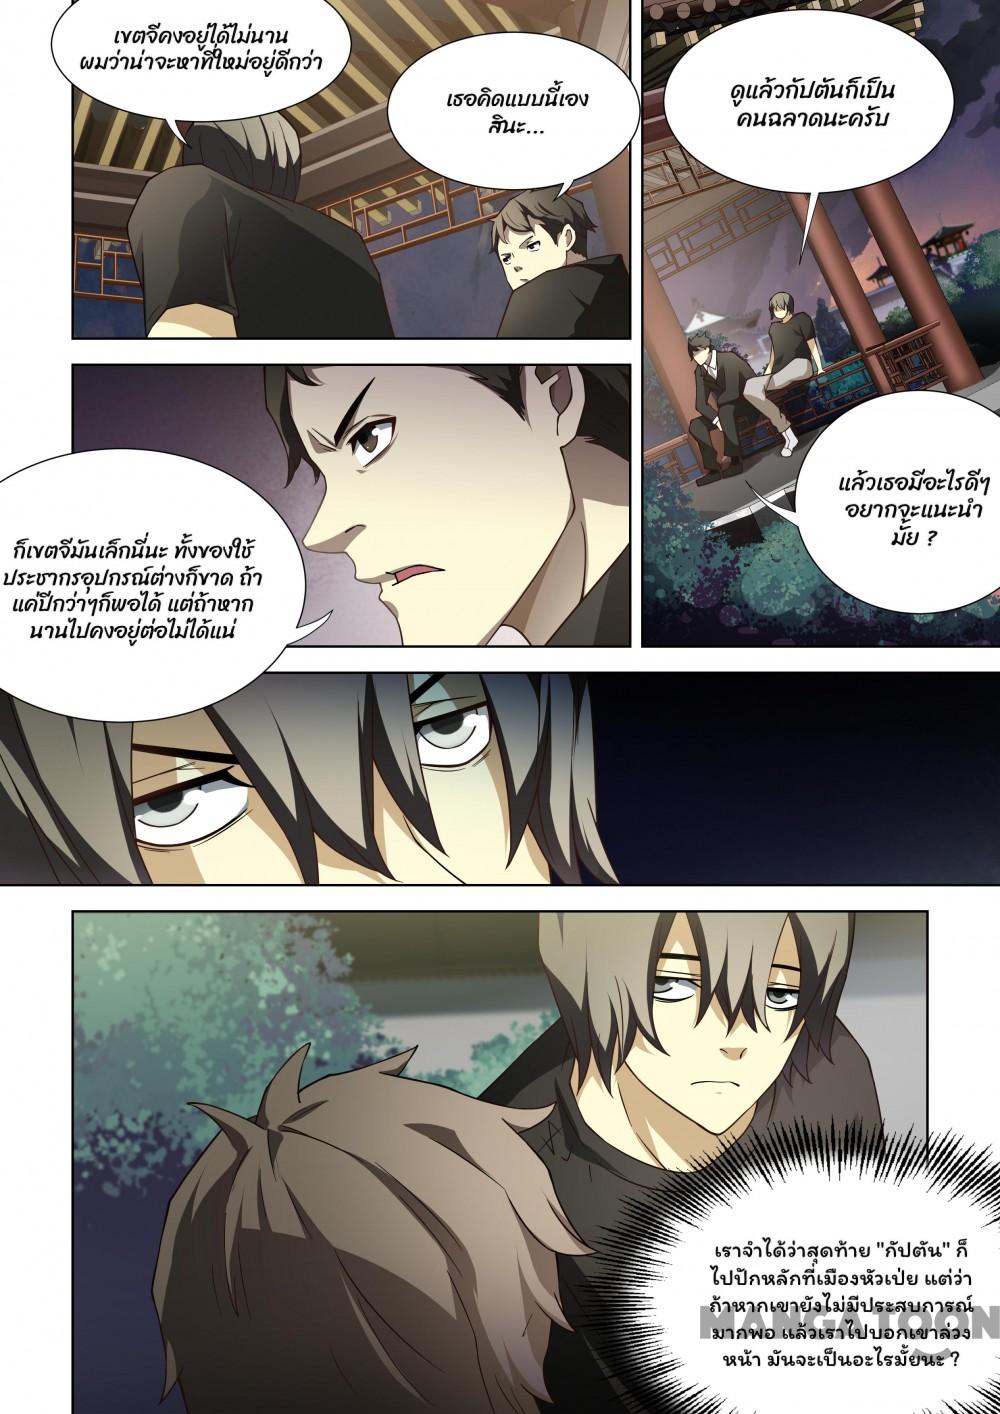 เขตจีคงอยู่ได้ไม่นาน
ผมว่าน่าจะหาที่ใหม่อยู่ดีกว่า
เธอคิดแบบนี้เอง
สินะ...
ดูแล้วกัปตันก็เป็น
คนฉลาดนะครับ
แล้วเธอมีอะไรดีๆ
อยากจะแนะนำ
มั้ย ?
ก็เขตจีมันเล็กนี่นะ ทั้งของใช้
ประชากรอุปกรณ์ต่างก็ขาด ถ้า
แค่ปีกว่าๆก็พอได้ แต่ถ้าหาก
นานไปคงอยู่ต่อไม่ได้แน่
เราจำได้ว่าสุดท้าย "กัปตัน" ก็
ไปปักหลักที่เมืองหัวเป่ย แต่ว่า
ถ้าหากเขายังไม่มีประสบการณ์
มากพอ แล้วเราไปบอกเขาล่วง
หน้า มันจะเป็นอะไรมั้ยนะ ?
MANGATOON